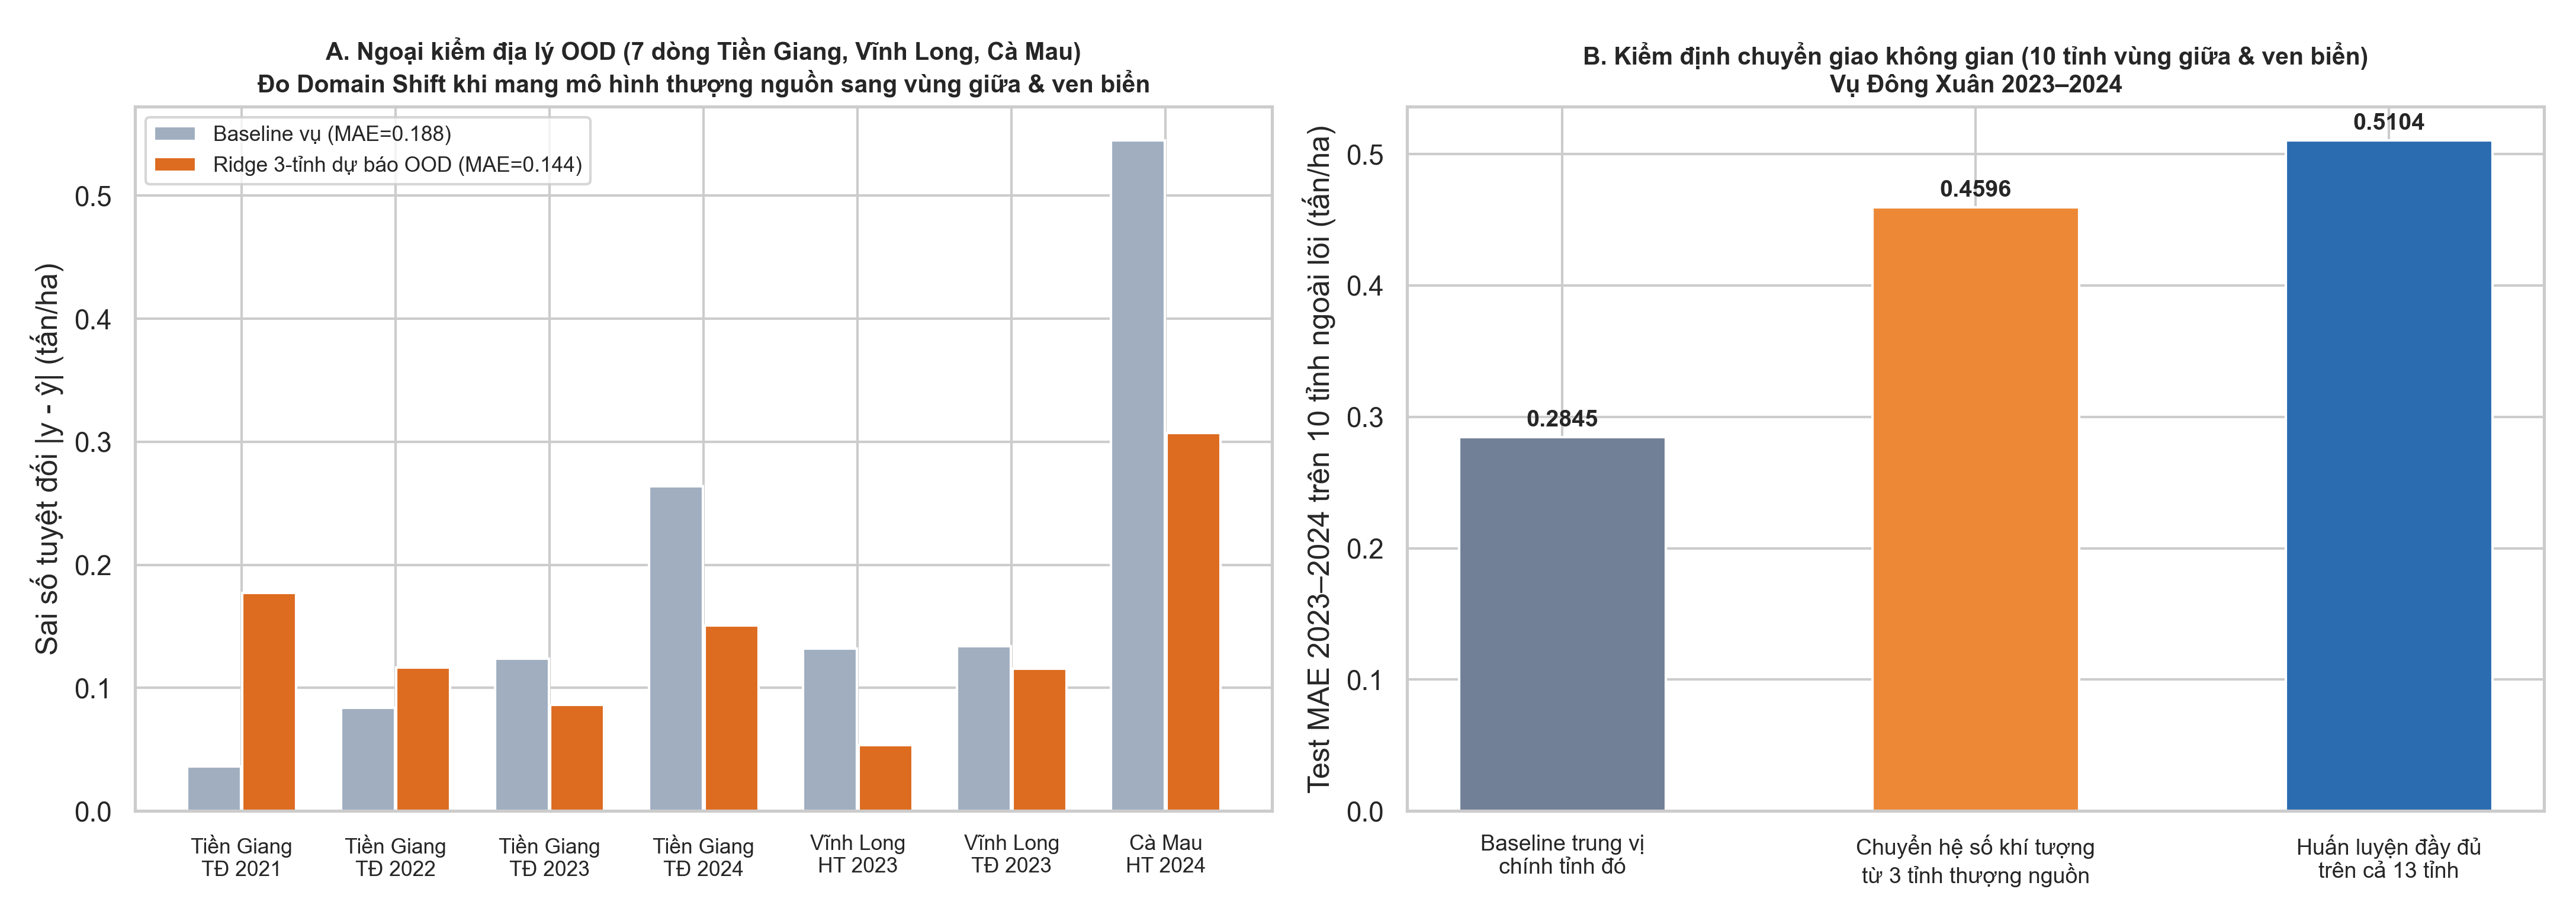 A. Ngoại kiểm địa lý OOD (7 dòng Tiền Giang, Vĩnh Long, Cà Mau)
Đo Domain Shift khi mang mô hình thượng nguồn sang vùng giữa & ven biển
Baseline vụ (MAE=0.188)
Ridge 3-tỉnh dự báo OOD (MAE=0.144)
Sai số tuyệt đối |y - ŷ| (tấn/ha)
0.5
0.4
0.3
0.2
0.1
0.0
Tiền Giang
TĐ 2021
Tiền Giang
TĐ 2022
Tiền Giang
TĐ 2023
Tiền Giang
TĐ 2024
Vĩnh Long
HT 2023
Vĩnh Long
TĐ 2023
Cà Mau
HT 2024
B. Kiểm định chuyển giao không gian (10 tỉnh vùng giữa & ven biển)
Vụ Đông Xuân 2023–2024
Test MAE 2023–2024 trên 10 tỉnh ngoài lõi (tấn/ha)
0.5
0.4
0.3
0.2
0.1
0.0
0.2845
0.4596
0.5104
Baseline trung vị
chính tỉnh đó
Chuyển hệ số khí tượng
từ 3 tỉnh thượng nguồn
Huấn luyện đầy đủ
trên cả 13 tỉnh